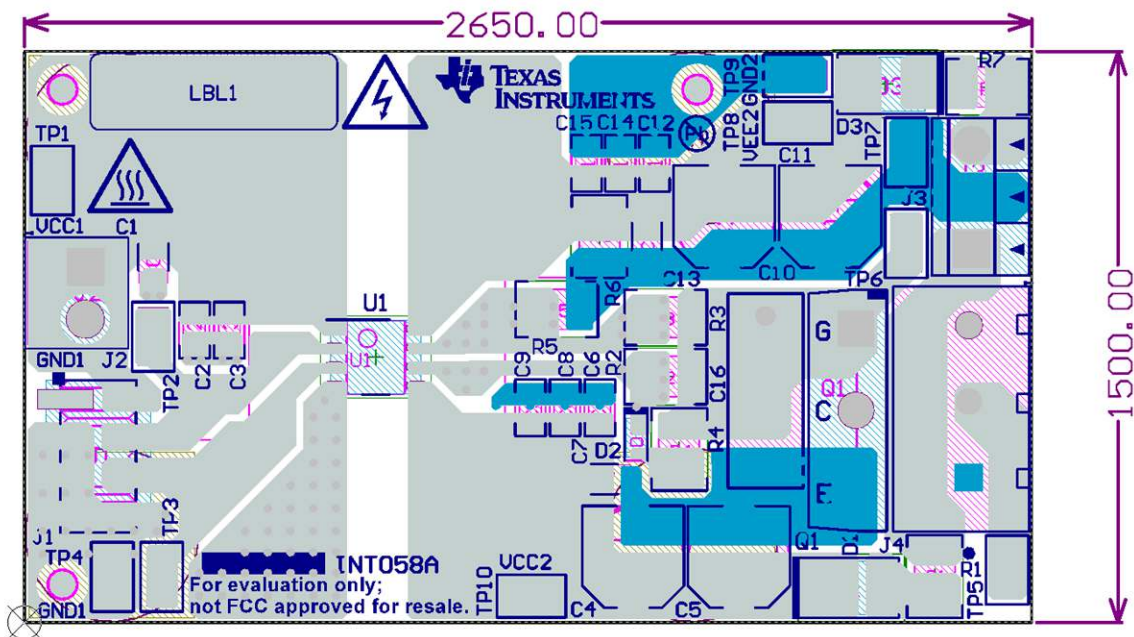 2650.00
LBL1
TEXAS
INSTRUMENTS
TP9
GND2
R7
TP1
C15 C14 C12
Pb
TP8
VEE2
D3
TP7
C11
VCC1
C1
J3
C13
C10
TP6
U1
R6
R3
G
U1
GND1
J2
TP2
C2
C3
R5
C9
C8
C6
R2
C16
Q1
C
1500.00
C7
D2
R4
E
J1
TP3
TP4
INT058A
VCC2
Q1
D1
J4
R1
For evaluation only;
not FCC approved for resale.
GND1
TP10
C4
C5
TP5